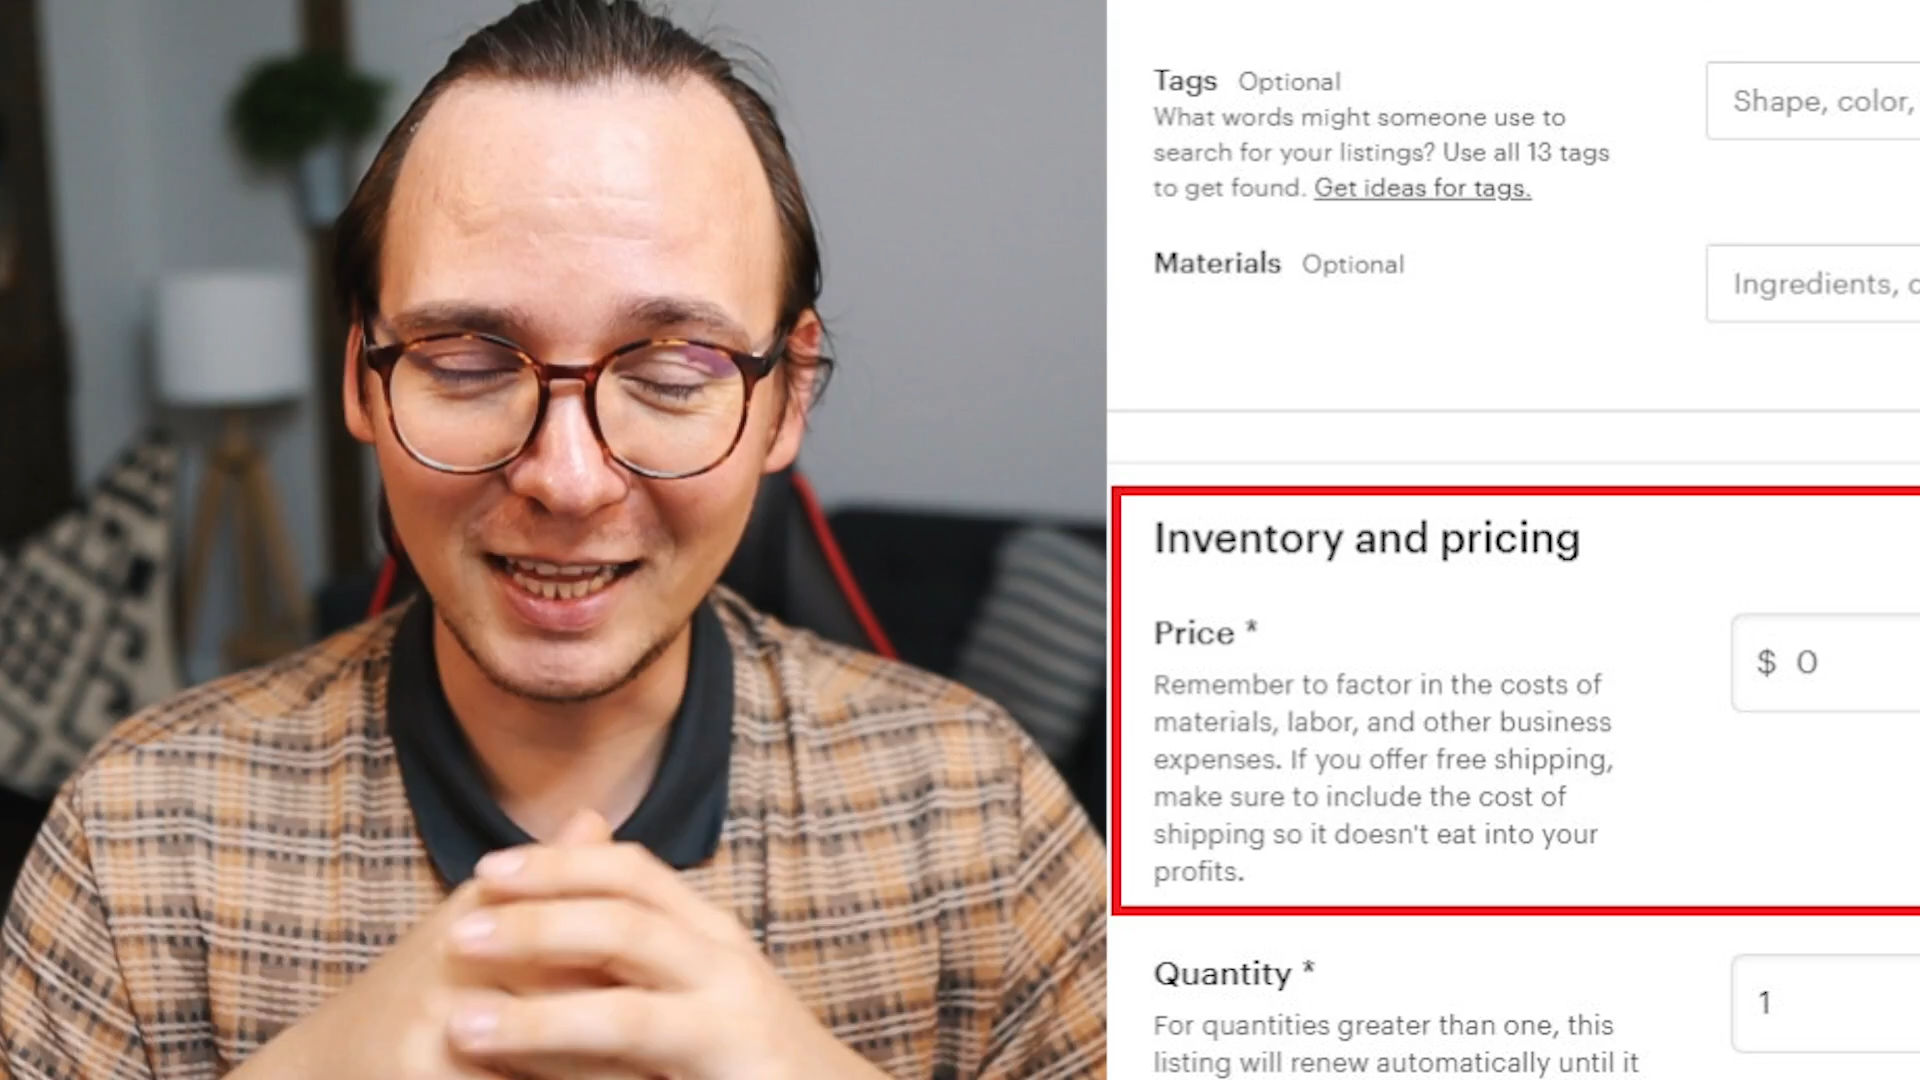 Tags Optional
What words might someone use to
search for your listings? Use all 13 tags
to get found. Get ideas for tags.
Shape, color,
Materials Optional
Ingredients,
Inventory and pricing
Price *
$ 0
Remember to factor in the costs of
materials, labor, and other business
expenses. If you offer free shipping,
make sure to include the cost of
shipping so it doesn't eat into your
profits.
Quantity *
1
For quantities greater than one, this
listing will renew automatically until it